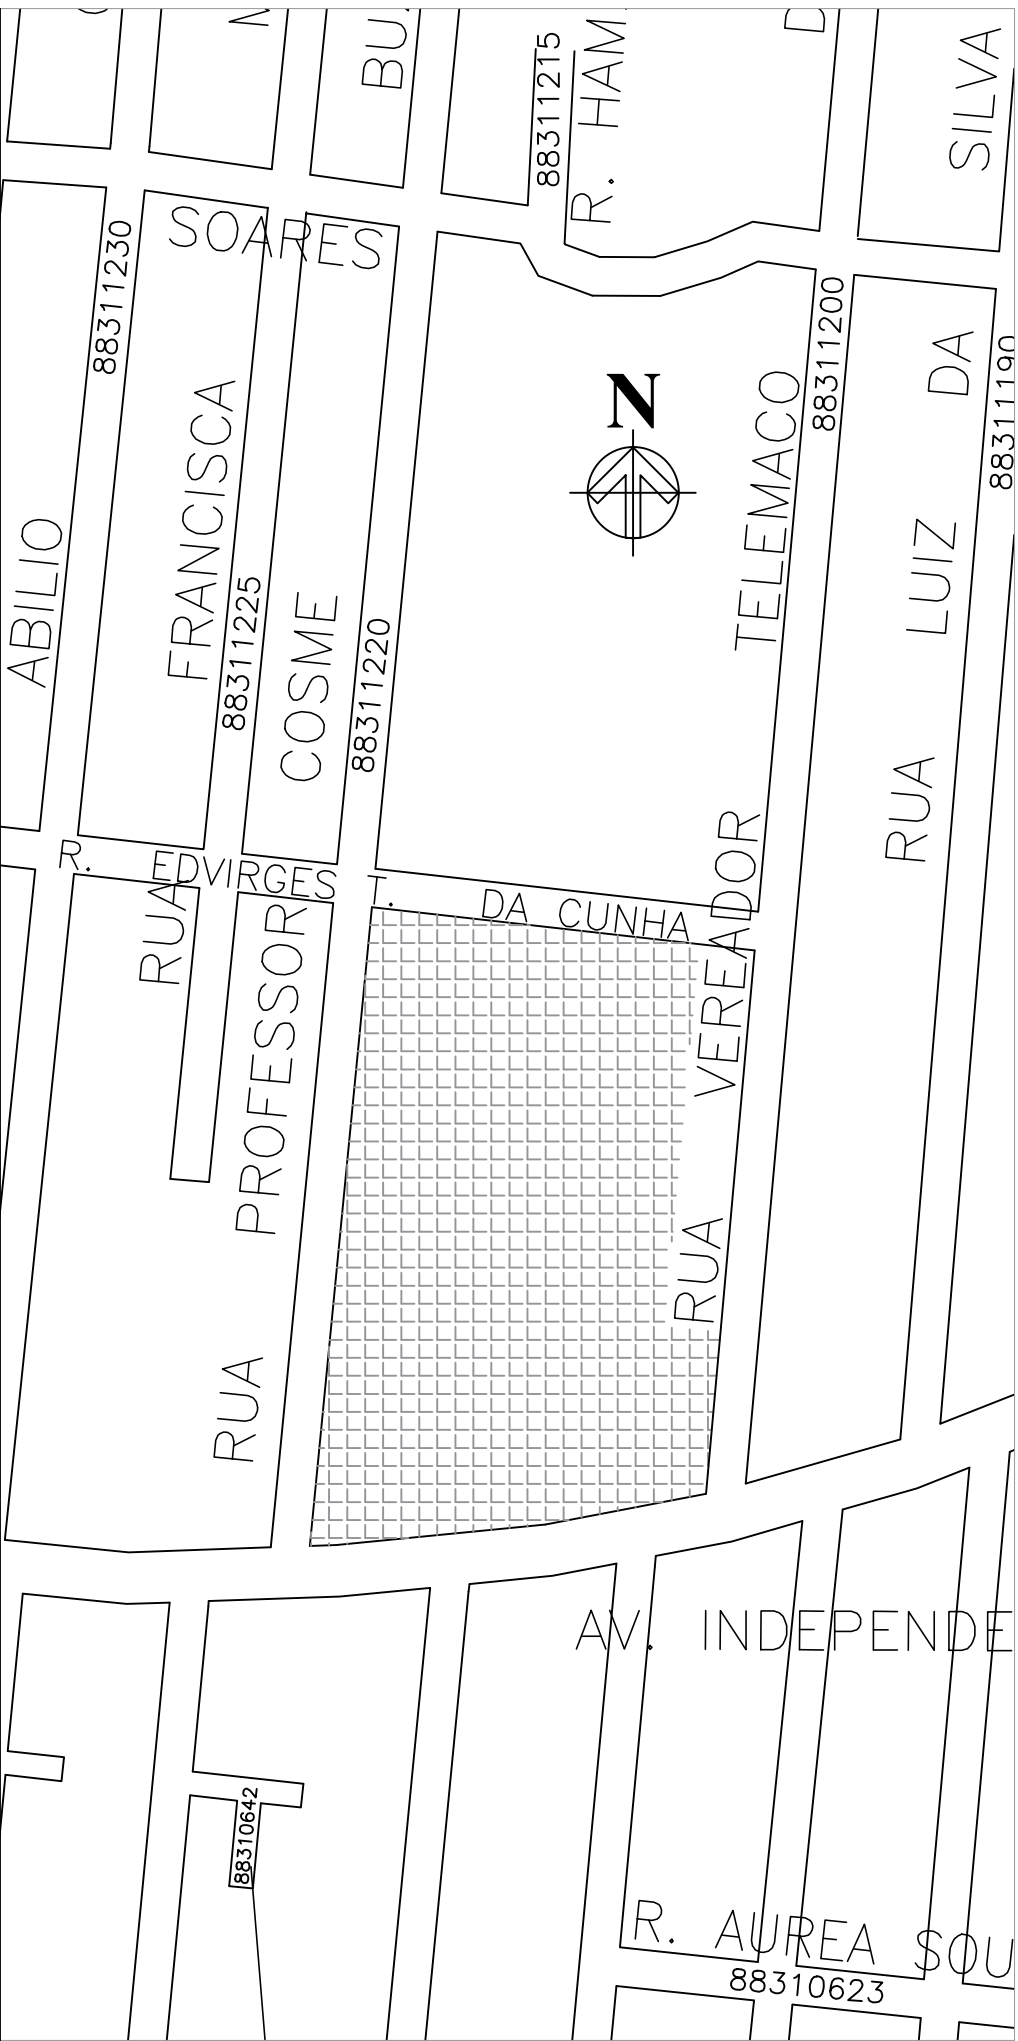 BU
88311215
R. HAM
SILVA
88311230
SOARES
88311200
88311190
N
DA
TELEMACO
FRANCISCA
ABILIO
LUIZ
88311225
COSME
88311220
RUA
VEREADOR
R. EDVIRGES T. DA CUNHA
RUA
PROFESSOR
RUA
RUA
AV. INDEPENDE
88310642
R. AUREA SOU
88310623